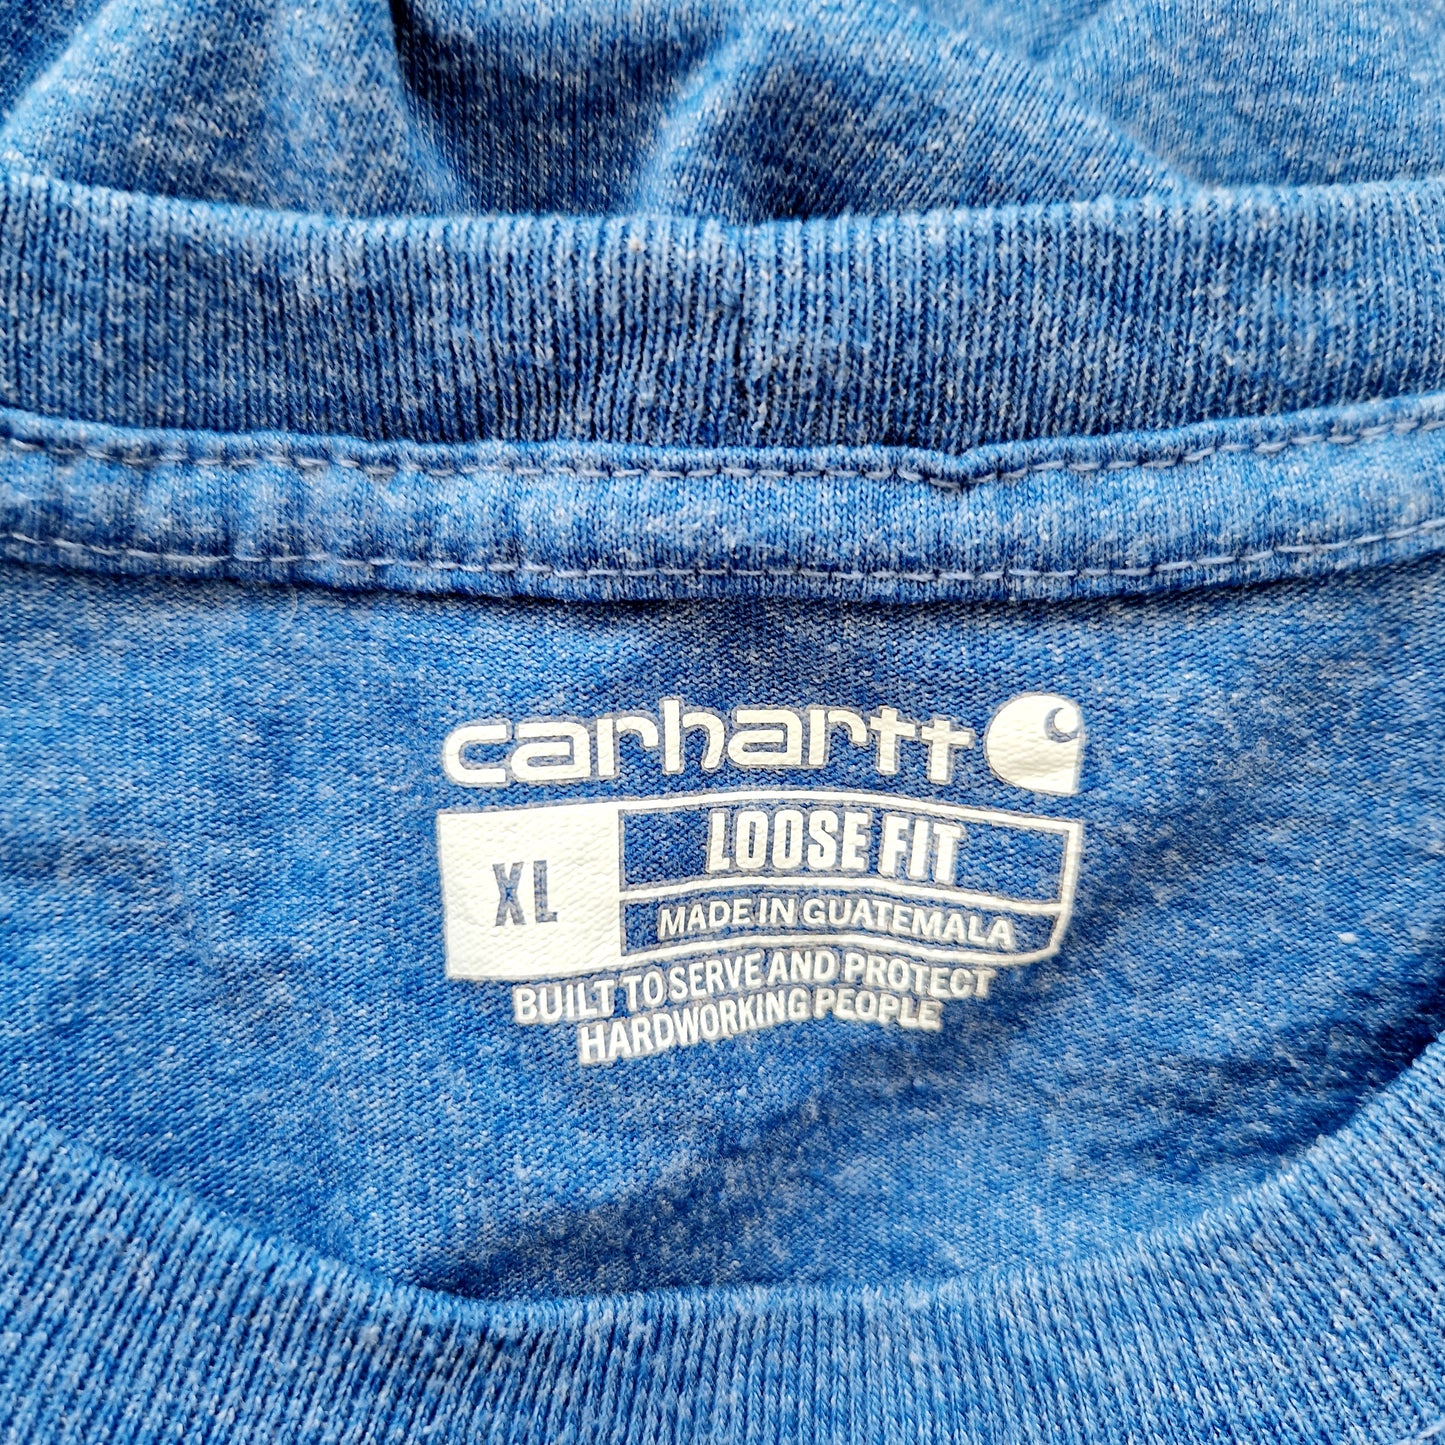 carhartt
XL
LOOSE FIT
MADE IN GUATEMALA
BUILT TO SERVE AND PROTECT
HARDWORKING PEOPLE